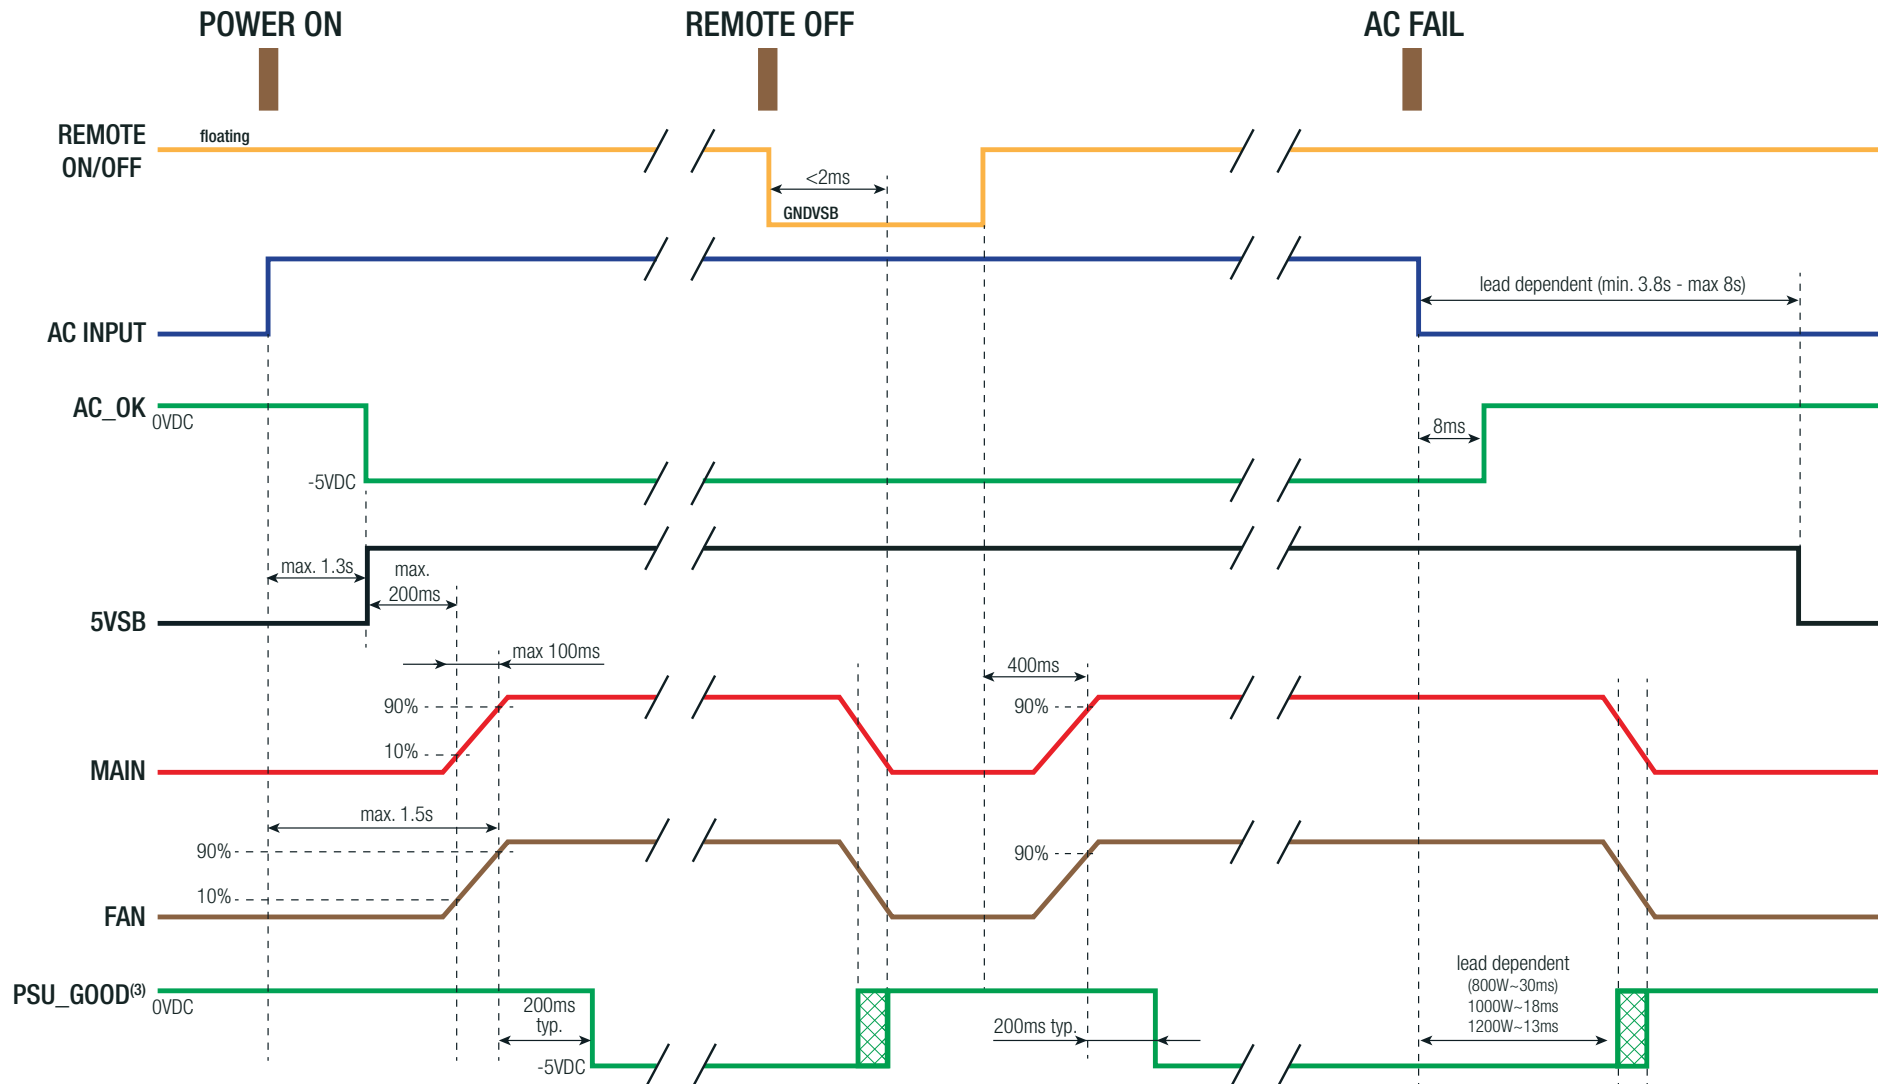 POWER ON
REMOTE OFF
AC FAIL
REMOTE
ON/OFF
floating
<2ms
GNDVSB
AC INPUT
lead dependent (min. 3.8s - max 8s)
AC_OK
0VDC
-5VDC
8ms
5VSB
max. 1.3s
max.
200ms
max 100ms
400ms
MAIN
90%
10%
90%
max. 1.5s
FAN
90%
10%
90%
PSU_GOOD(3)
0VDC
200ms
typ.
-5VDC
200ms typ.
lead dependent
(800W~30ms)
1000W~18ms
1200W~13ms